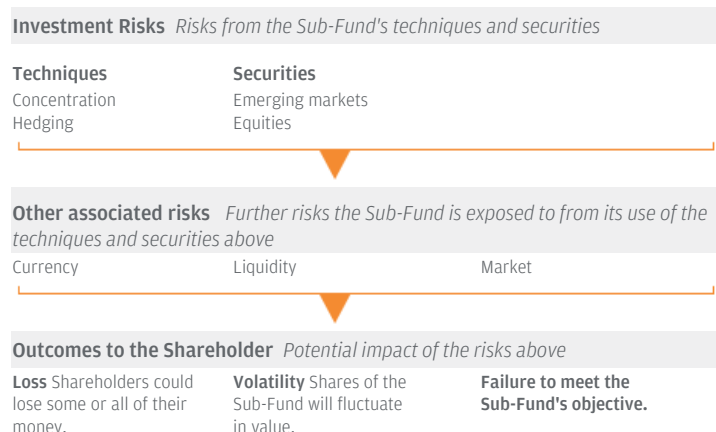 Investment Risks Risks from the Sub-Fund's techniques and securities
Techniques Securities
Concentration Emerging markets
Hedging Equities
Other associated risks Further risks the Sub-Fund is exposed to from its use of the
techniques and securities above
Currency Liquidity Market
Outcomes to the Shareholder Potential impact of the risks above
Loss Shareholders could Volatility Shares of the Failure to meet the
lose some or all of their Sub-Fund will fluctuate Sub-Fund's objective.
money. in value.